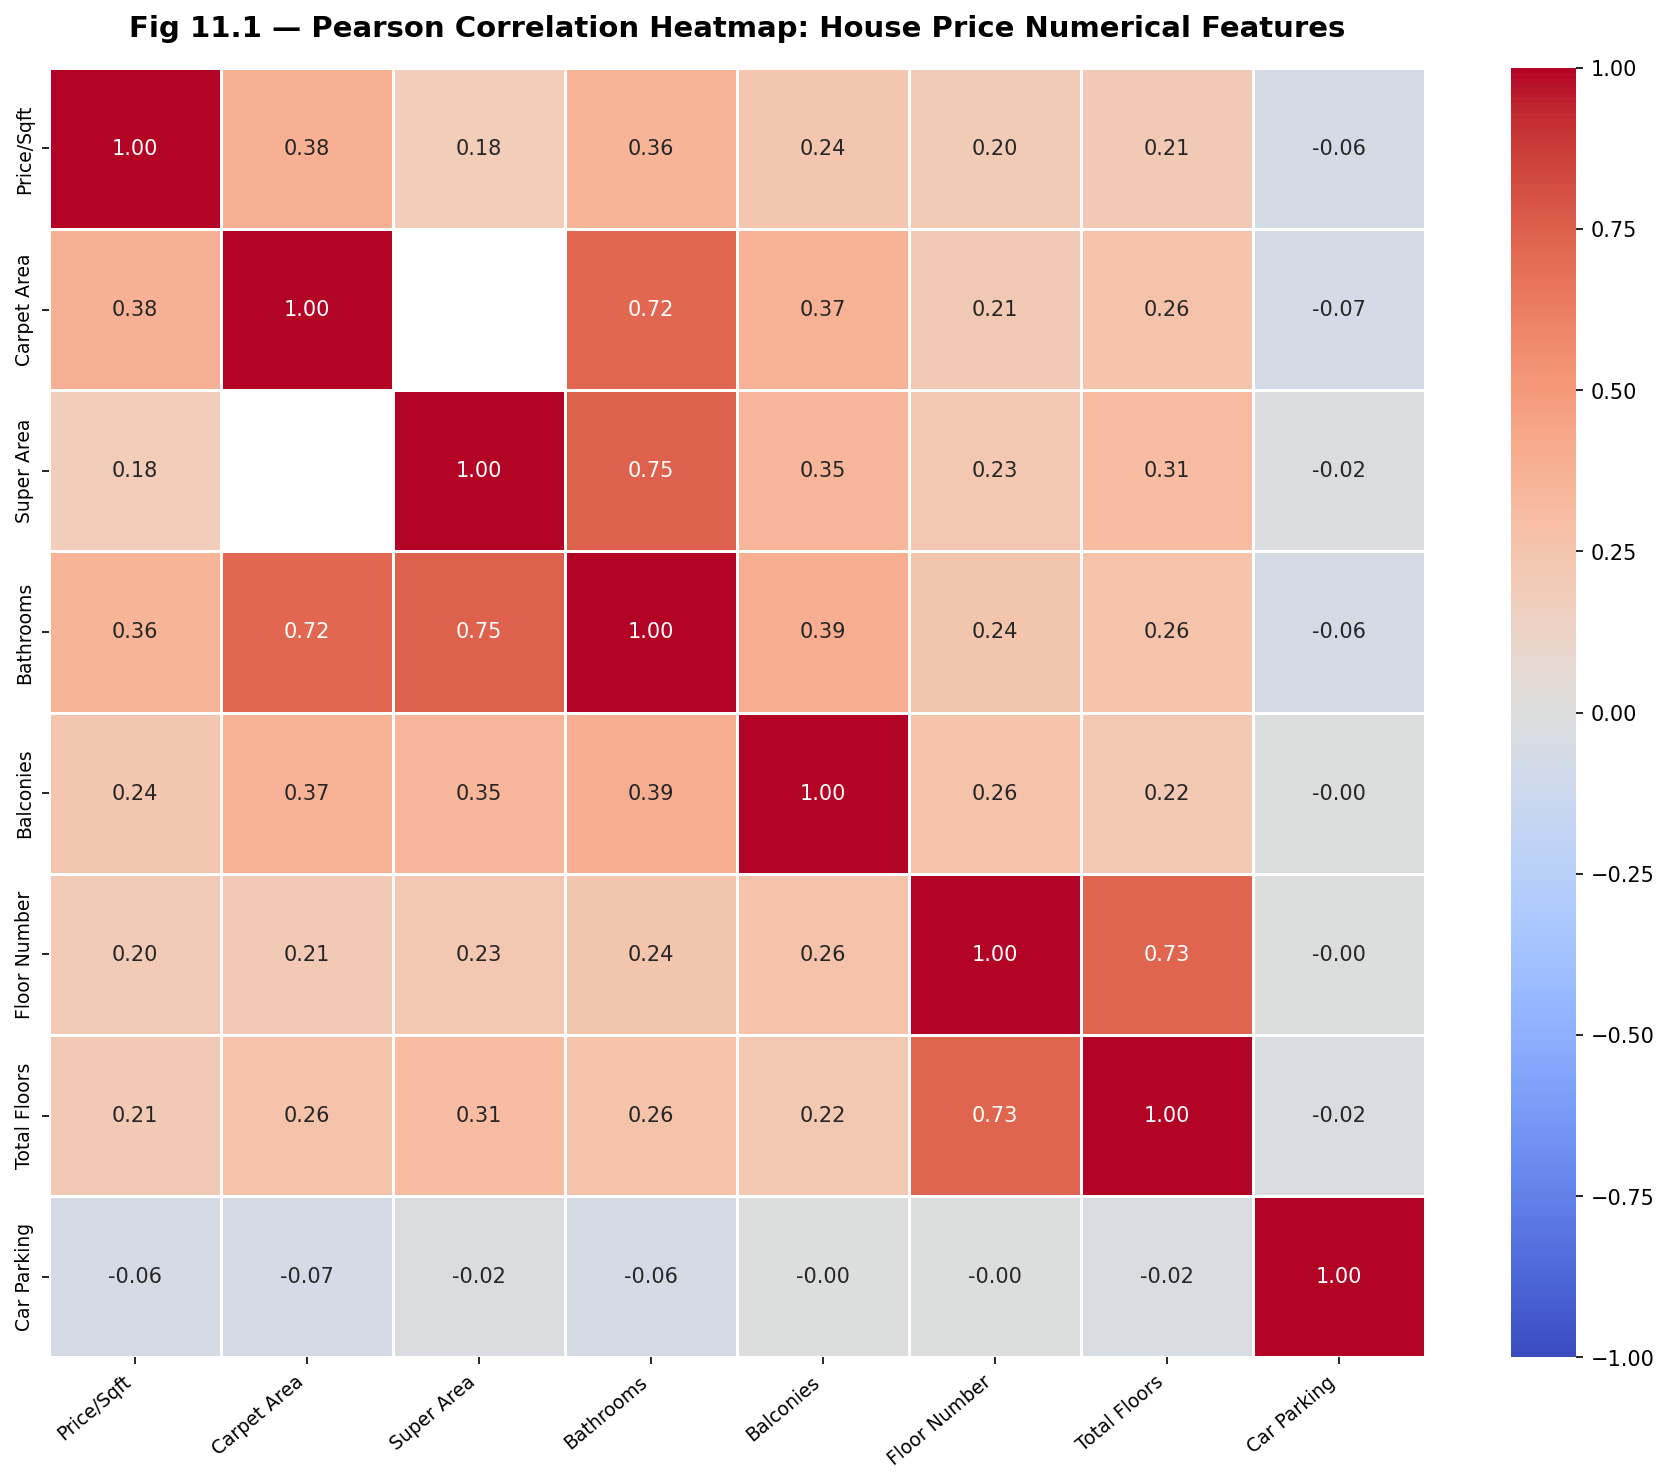 Fig 11.1 — Pearson Correlation Heatmap: House Price Numerical Features
Price/Sqft 1.00 0.38 0.18 0.36 0.24 0.20 0.21 -0.06
Carpet Area 0.38 1.00 0.72 0.37 0.21 0.26 -0.07
Super Area 0.18 1.00 0.75 0.35 0.23 0.31 -0.02
Bathrooms 0.36 0.72 0.75 1.00 0.39 0.24 0.26 -0.06
Balconies 0.24 0.37 0.35 0.39 1.00 0.26 0.22 -0.00
Floor Number 0.20 0.21 0.23 0.24 0.26 1.00 0.73 -0.00
Total Floors 0.21 0.26 0.31 0.26 0.22 0.73 1.00 -0.02
Car Parking -0.06 -0.07 -0.02 -0.06 -0.00 -0.00 -0.02 1.00
Price/Sqft Carpet Area Super Area Bathrooms Balconies Floor Number Total Floors Car Parking
1.00
0.75
0.50
0.25
0.00
−0.25
−0.50
−0.75
−1.00